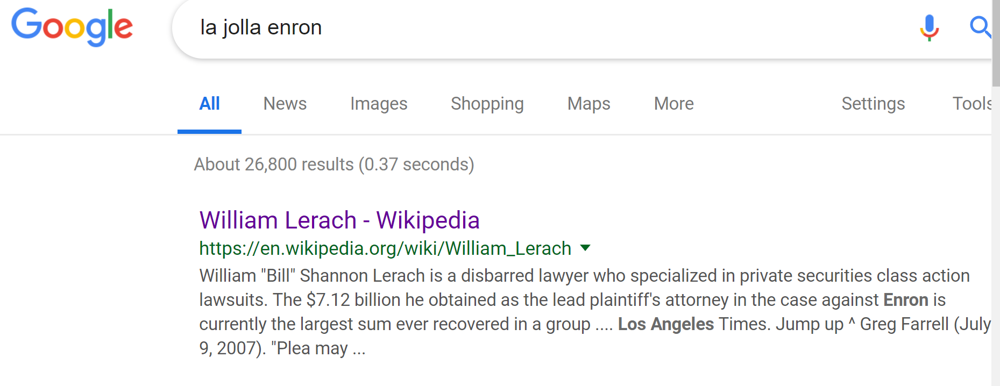 Google
la jolla enron
All News Images Shopping Maps More Settings Tools
About 26,800 results (0.37 seconds)
William Lerach - Wikipedia
https://en.wikipedia.org/wiki/William_Lerach
William "Bill" Shannon Lerach is a disbarred lawyer who specialized in private securities class action
lawsuits. The $7.12 billion he obtained as the lead plaintiff's attorney in the case against Enron is
currently the largest sum ever recovered in a group .... Los Angeles Times. Jump up ^ Greg Farrell (July
9, 2007). "Plea may ...